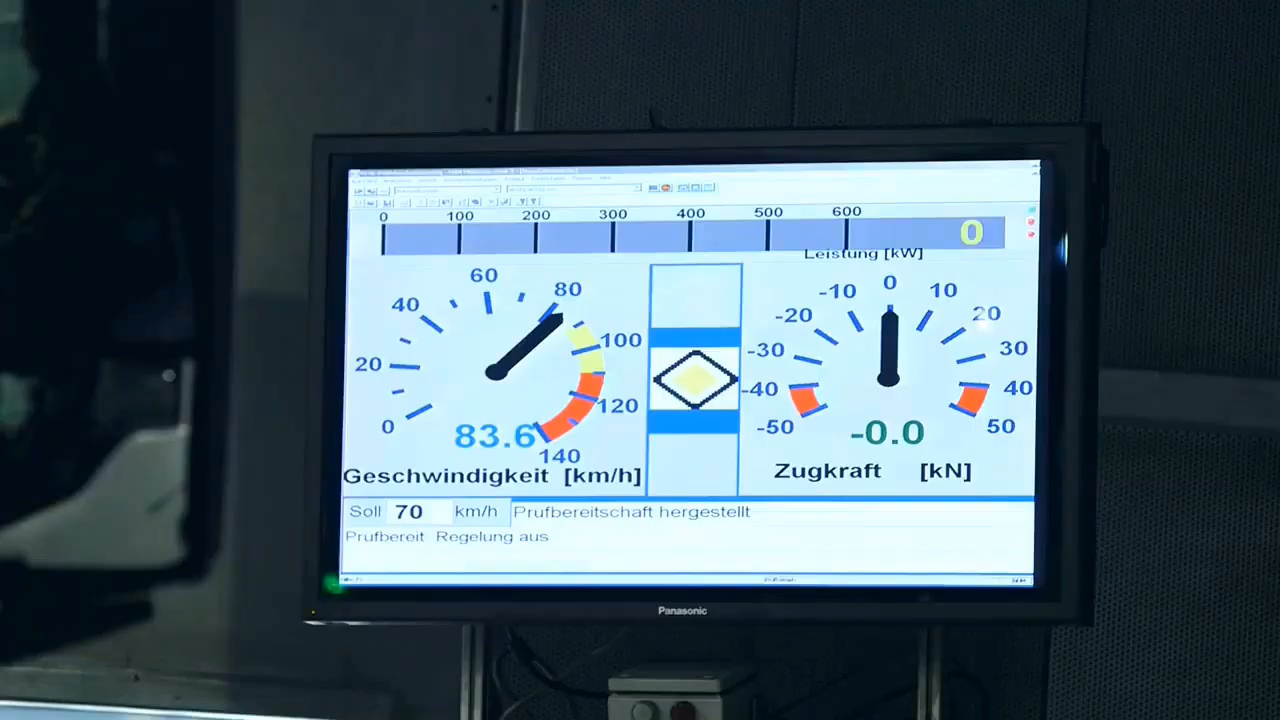 0 100 200 300 400 500 600 0
Leistung [kW]
0 20 40 60 80 100 120 140
83.6
Geschwindigkeit [km/h]
-50 -40 -30 -20 -10 0 10 20 30 40 50
-0.0
Zugkraft [kN]
Soll 70 km/h Prufbereitschaft hergestellt
Prufbereit Regelung aus
Panasonic